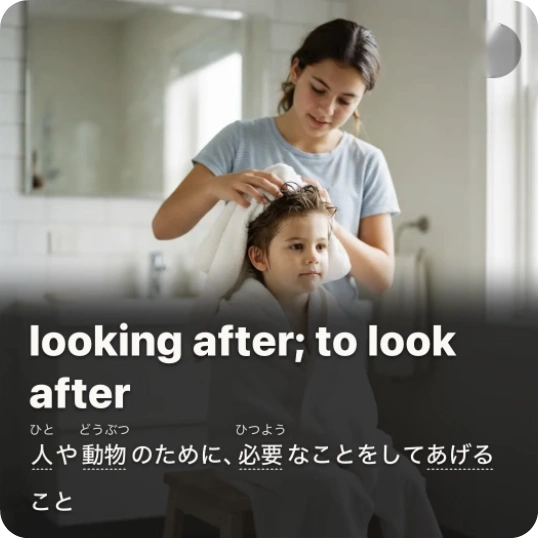 looking after; to look
after
ひと どうぶつ ひつよう
人や動物のために、必要なことをしてあげる
こと